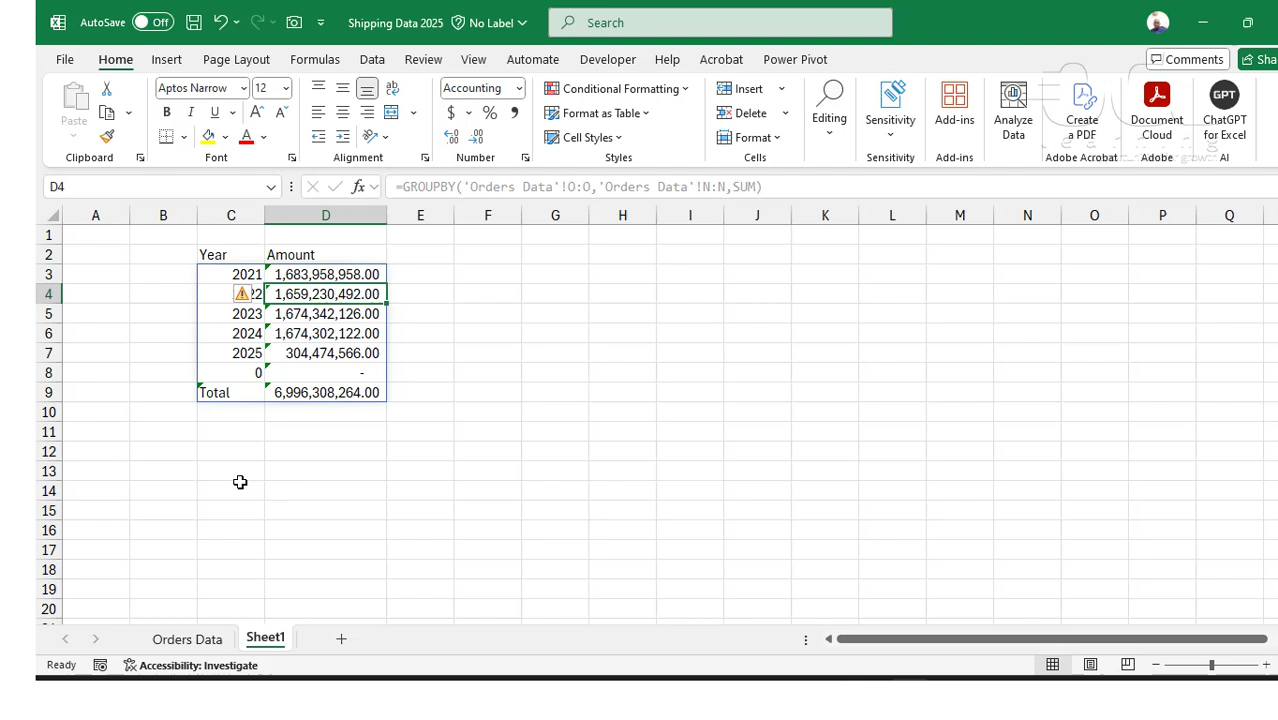 AutoSave Off Shipping Data 2025 No Label Search
File Home Insert Page Layout Formulas Data Review View Automate Developer Help Acrobat Power Pivot Comments Sha
Paste Aptos Narrow 12 Accounting Conditional Formatting Insert Editing Sensitivity Add-ins Analyze Data Create a PDF Document Cloud GPT ChatGPT for Excel
B I U A A A $ % Format as Table Delete
Cell Styles Format
Clipboard Font Alignment Number Styles Cells Sensitivity Add-ins Adobe Acrobat Adobe AI
D4 fx =GROUPBY('Orders Data'!O:O,'Orders Data'!N:N,SUM)
A B C D E F G H I J K L M N O P Q
1
2 Year Amount
3 2021 1,683,958,958.00
4 22 1,659,230,492.00
5 2023 1,674,342,126.00
6 2024 1,674,302,122.00
7 2025 304,474,566.00
8 0 -
9 Total 6,996,308,264.00
10
11
12
13
14
15
16
17
18
19
20
Orders Data Sheet1
Ready Accessibility: Investigate